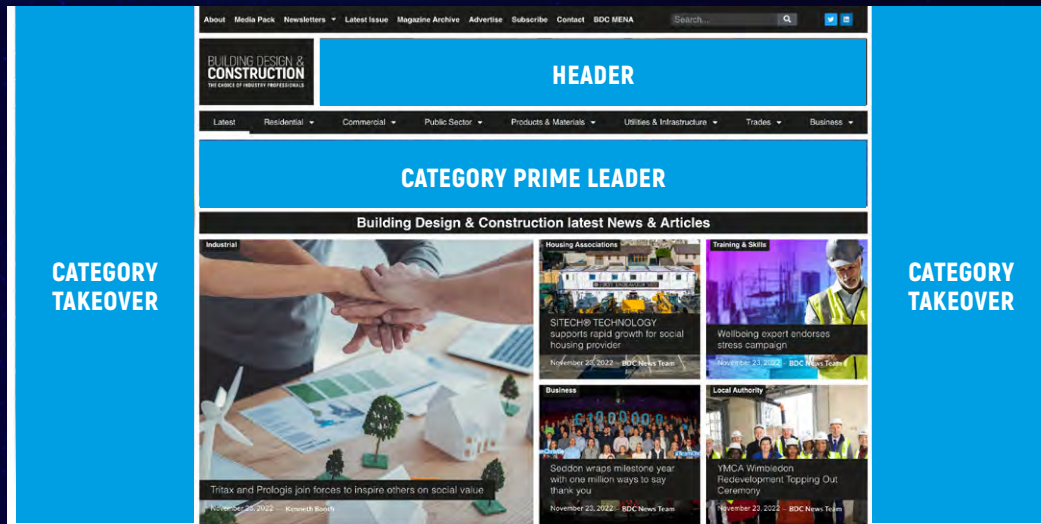 About Media Pack Newsletters Latest Issue Magazine Archive Advertise Subscribe Contact BDC MENA Search...
BUILDING DESIGN &
CONSTRUCTION
THE CHOICE OF INDUSTRY PROFESSIONALS
HEADER
Latest Residential Commercial Public Sector Products & Materials Utilities & Infrastructure Trades Business
CATEGORY PRIME LEADER
Building Design & Construction latest News & Articles
CATEGORY
TAKEOVER
Industrial
Tritax and Prologis join forces to inspire others on social value
November 23, 2022 - Kenneth Booth
Housing Associations
SITECH® TECHNOLOGY
supports rapid growth for social
housing provider
November 23, 2022 - BDC News Team
Training & Skills
Wellbeing expert endorses
stress campaign
November 23, 2022 - BDC News Team
Business
Seddon wraps milestone year
with one million ways to say
thank you
November 23, 2022 - BDC News Team
Local Authority
YMCA Wimbledon
Redevelopment Topping Out
Ceremony
November 23, 2022 - BDC News Team
CATEGORY
TAKEOVER